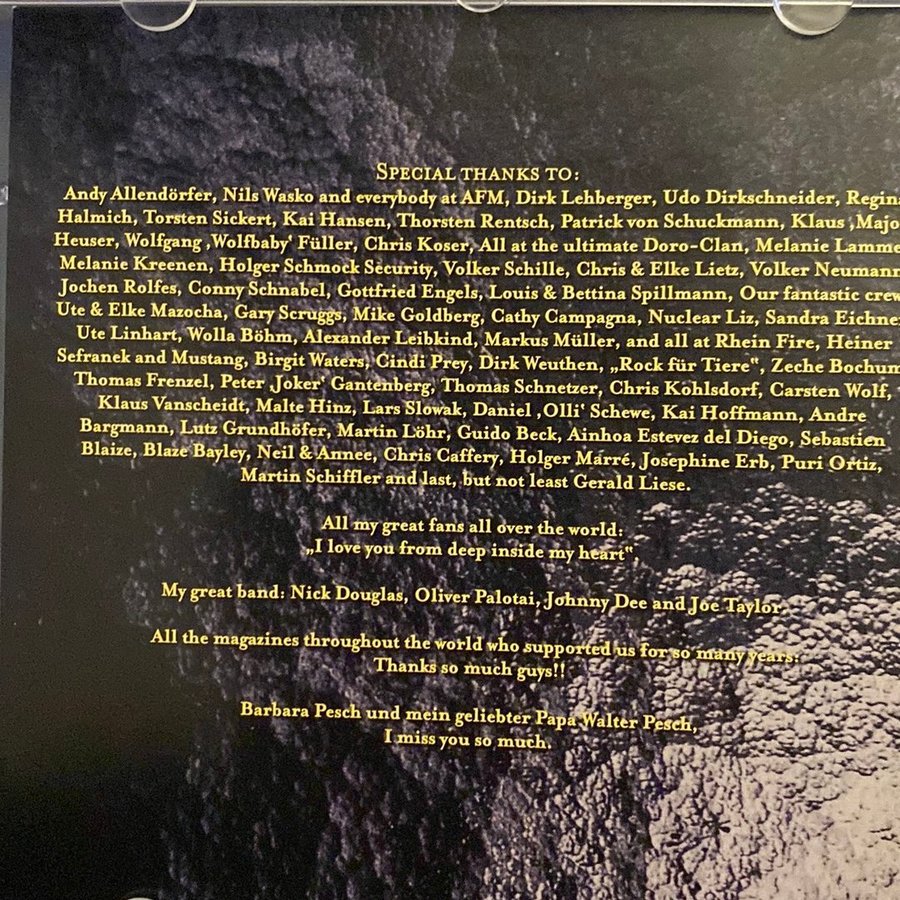 SPECIAL THANKS TO:
Andy Allendörfer, Nils Wasko and everybody at AFM, Dirk Lehberger, Udo Dirkschneider, Regina
Halmich, Torsten Sickert, Kai Hansen, Thorsten Rentsch, Patrick von Schuckmann, Klaus ‚Majo
Heuser, Wolfgang ‚Wolfbaby‘ Füller, Chris Koser, All at the ultimate Doro-Clan, Melanie Lamme
Melanie Kreenen, Holger Schmock Security, Volker Schille, Chris & Elke Lietz, Volker Neumann
Jochen Rolfes, Conny Schnabel, Gottfried Engels, Louis & Bettina Spillmann, Our fantastic crew
Ute & Elke Mazocha, Gary Scruggs, Mike Goldberg, Cathy Campagna, Nuclear Liz, Sandra Eichner
Ute Linhart, Wolla Böhm, Alexander Leibkind, Markus Müller, and all at Rhein Fire, Heiner
Sefranek and Mustang, Birgit Waters, Cindi Prey, Dirk Weuthen, „Rock für Tiere“, Zeche Bochum
Thomas Frenzel, Peter ‚Joker‘ Gantenberg, Thomas Schnetzer, Chris Kohlsdorf, Carsten Wolf,
Klaus Vanscheidt, Malte Hinz, Lars Slowak, Daniel ‚Olli‘ Schewe, Kai Hoffmann, Andre
Bargmann, Lutz Grundhöfer, Martin Löhr, Guido Beck, Ainhoa Estevez del Diego, Sebastien
Blaize, Blaze Bayley, Neil & Annee, Chris Caffery, Holger Marré, Josephine Erb, Puri Ortiz,
Martin Schiffler and last, but not least Gerald Liese.
All my great fans all over the world:
„I love you from deep inside my heart“
My great band: Nick Douglas, Oliver Palotai, Johnny Dee and Joe Taylor
All the magazines throughout the world who supported us for so many years:
Thanks so much guys!!
Barbara Pesch und mein geliebter Papa Walter Pesch,
I miss you so much.